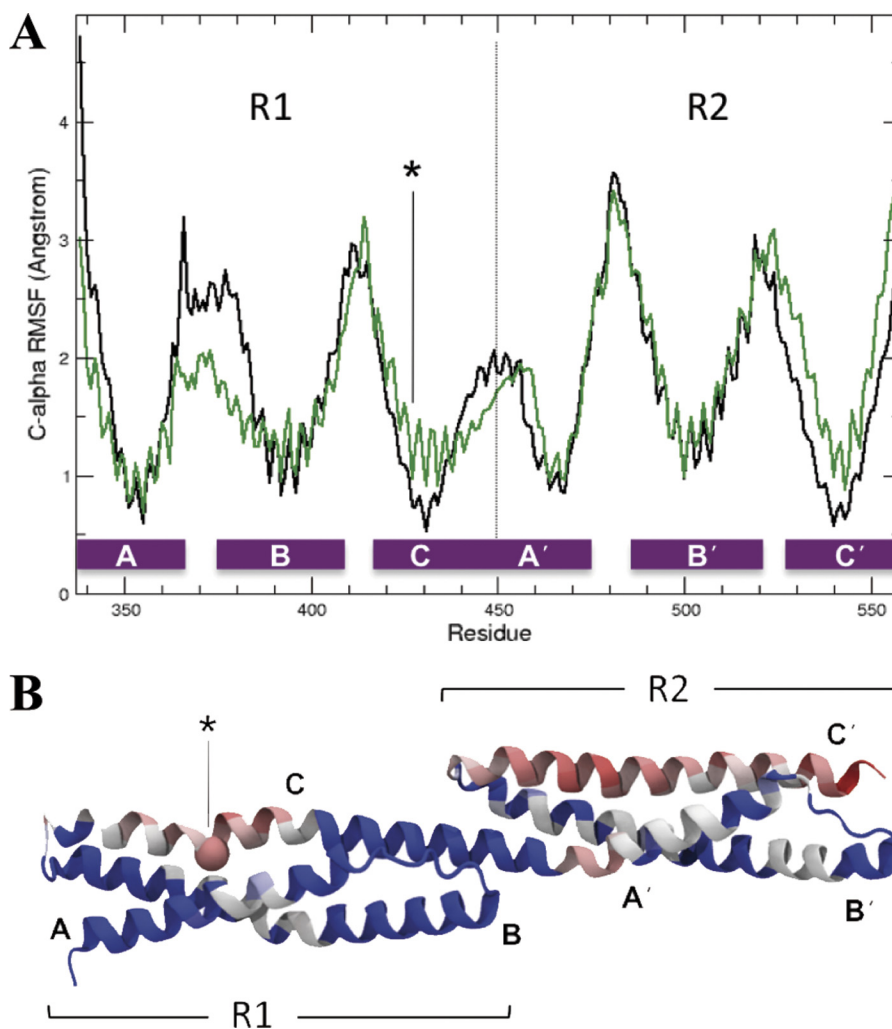 A
R1
R2
*
C-alpha RMSF (Angstrom)
4
3
2
1
0
A B C A′ B′ C′
350 400 450 500 550
Residue
B
R2
*
C
C′
A
B
A′
B′
R1